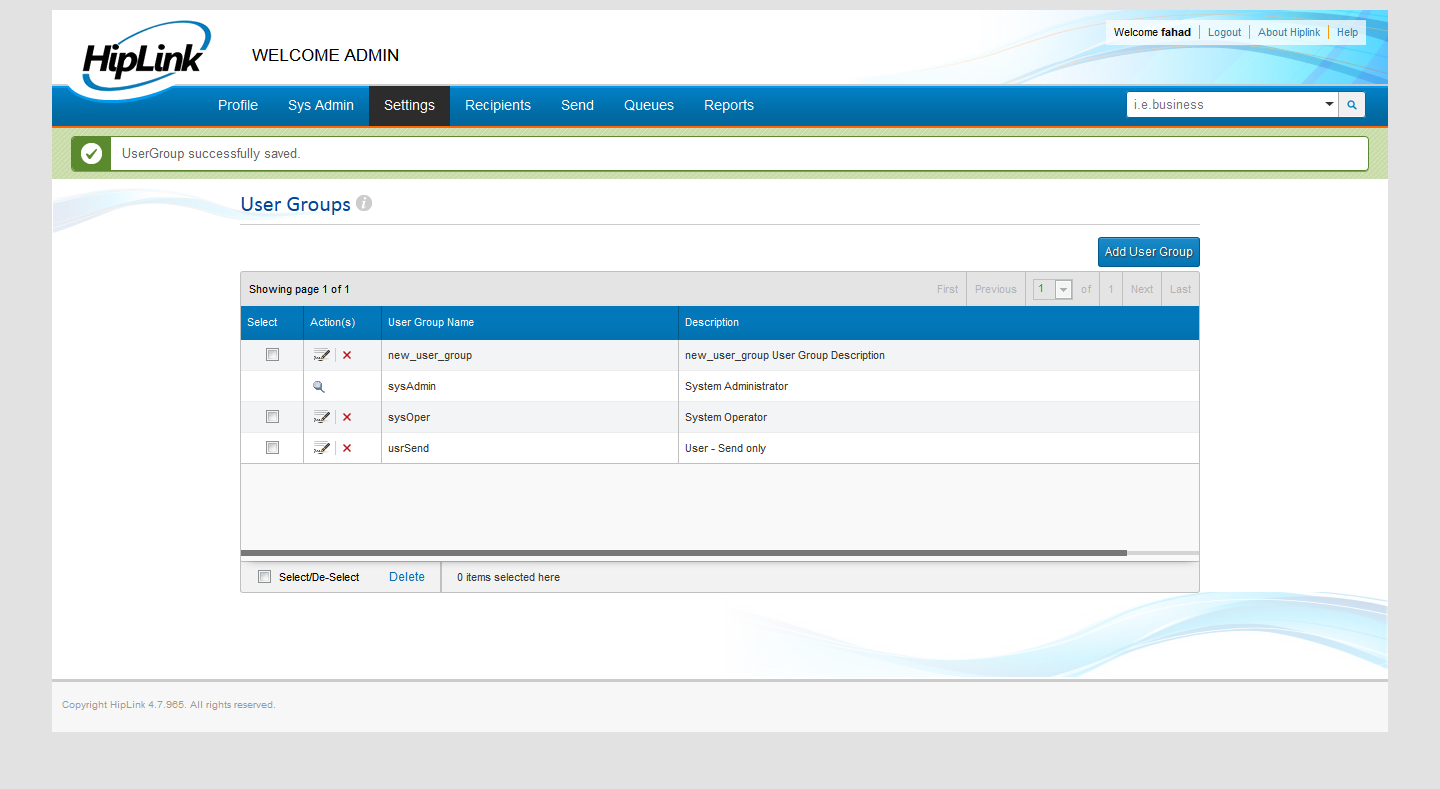 HipLink
WELCOME ADMIN
Welcome fahad Logout About Hiplink Help
Profile Sys Admin Settings Recipients Send Queues Reports i.e.business
UserGroup successfully saved.
User Groups i
Add User Group
Showing page 1 of 1 First Previous 1 of 1 Next Last
Select Action(s) User Group Name Description
new_user_group new_user_group User Group Description
sysAdmin System Administrator
sysOper System Operator
usrSend User - Send only
Select/De-Select Delete 0 items selected here
Copyright HipLink 4.7.965. All rights reserved.